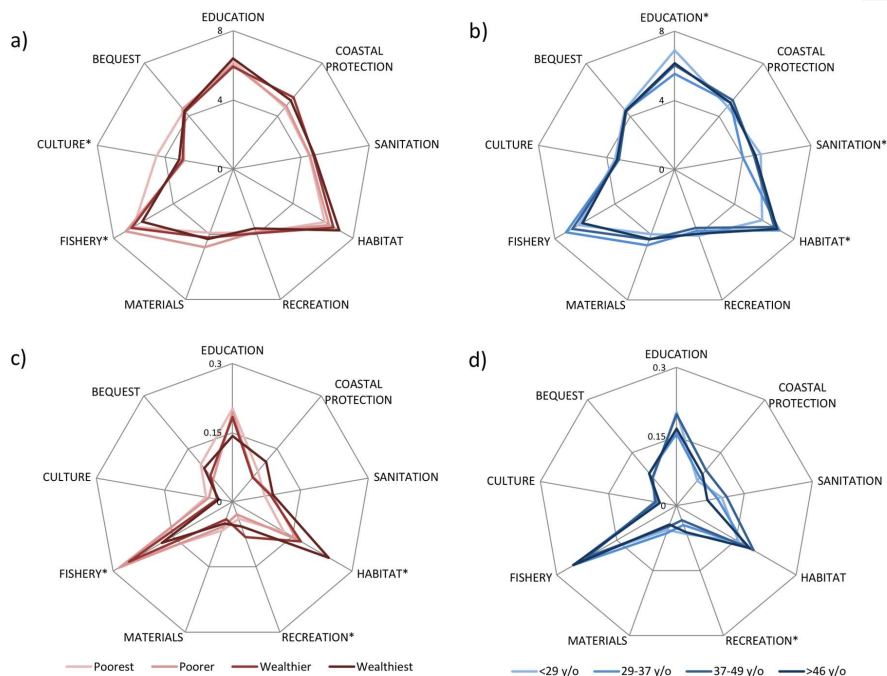 a)
EDUCATION
8
COASTAL
PROTECTION
BEQUEST
4
CULTURE*
SANITATION
0
FISHERY*
HABITAT
MATERIALS
RECREATION
b)
EDUCATION*
8
COASTAL
PROTECTION
BEQUEST
4
CULTURE
SANITATION*
0
FISHERY
HABITAT*
MATERIALS
RECREATION
c)
EDUCATION
0.3
COASTAL
PROTECTION
BEQUEST
0.15
CULTURE
SANITATION
0
FISHERY*
HABITAT*
MATERIALS
RECREATION*
Poorest Poorer Wealthier Wealthiest
d)
EDUCATION
0.3
COASTAL
PROTECTION
BEQUEST
0.15
CULTURE
SANITATION
0
FISHERY
HABITAT
MATERIALS
RECREATION*
<29 y/o 29-37 y/o 37-49 y/o >46 y/o